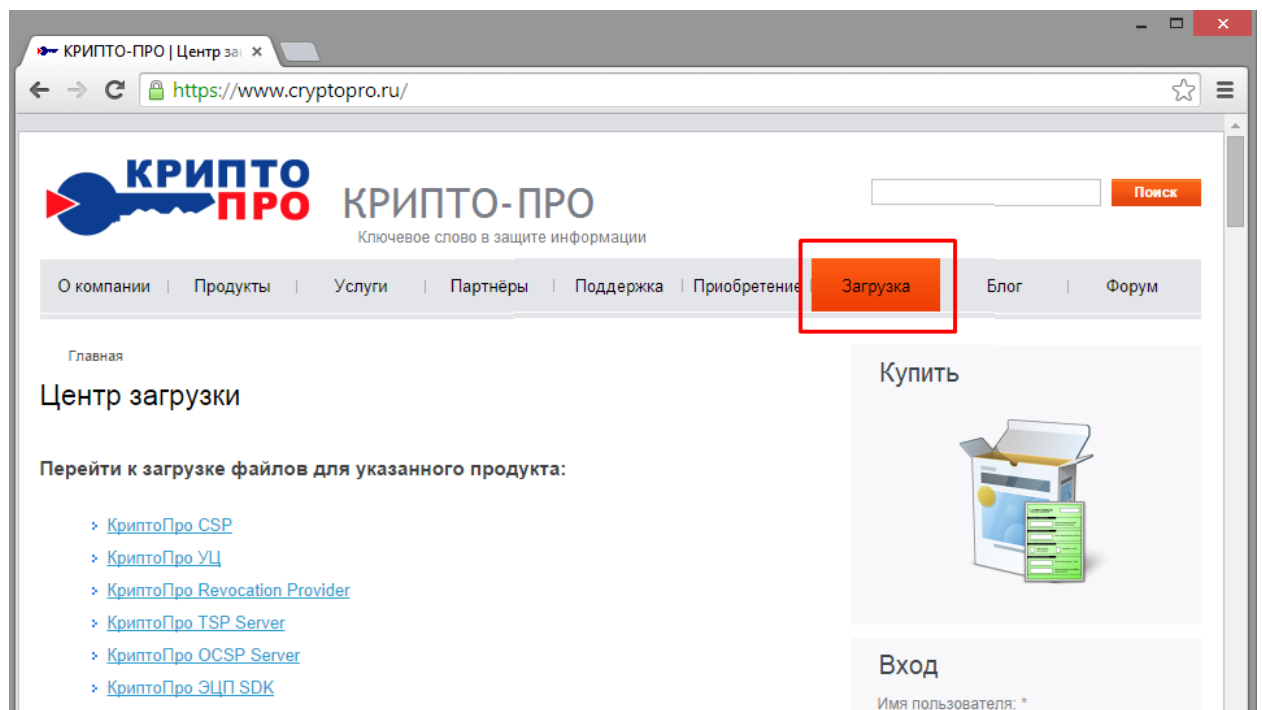 КРИПТО-ПРО | Центр заг
https://www.cryptopro.ru/
КРИПТО
ПРО
КРИПТО-ПРО
Ключевое слово в защите информации
Поиск
О компании | Продукты | Услуги | Партнёры | Поддержка | Приобретение | Загрузка Блог | Форум
Главная
Центр загрузки
Купить
Перейти к загрузке файлов для указанного продукта:
КриптоПро CSP
КриптоПро УЦ
КриптоПро Revocation Provider
КриптоПро TSP Server
КриптоПро OCSP Server
КриптоПро ЭЦП SDK
Вход
Имя пользователя: *